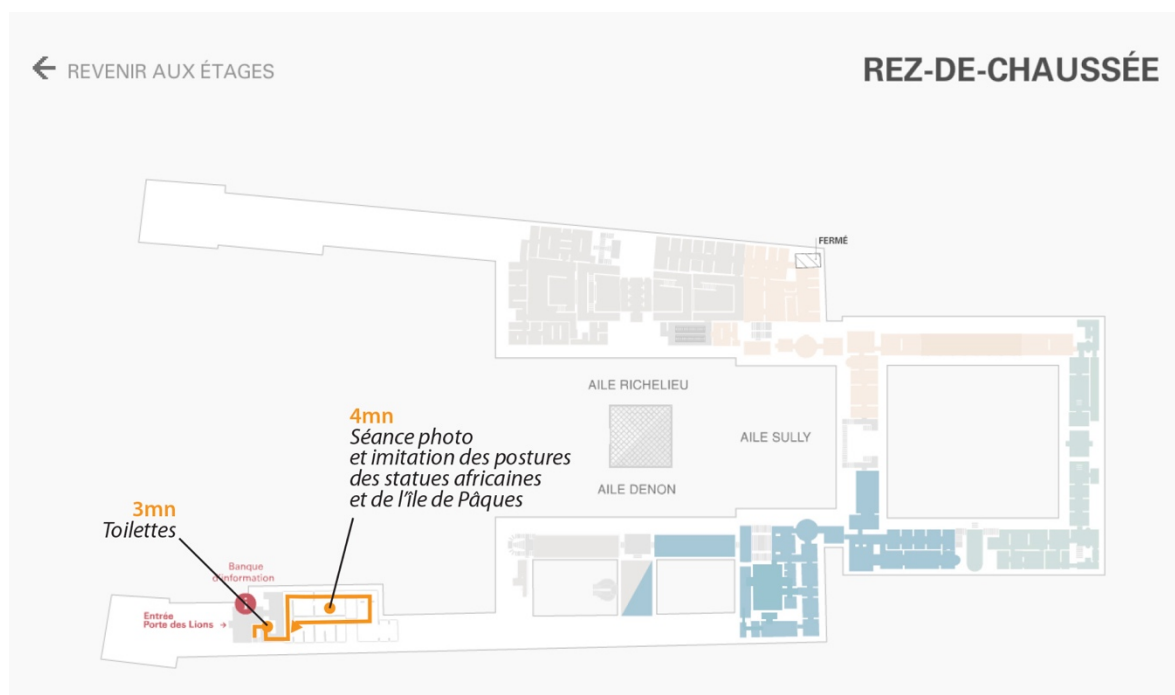 ← REVENIR AUX ÉTAGES
REZ-DE-CHAUSSÉE
FERMÉ
AILE RICHELIEU
4mn
Séance photo
et imitation des postures
des statues africaines
et de l'île de Pâques
AILE SULLY
AILE DENON
3mn
Toilettes
Banque
d'information
i
Entrée
Porte des Lions →